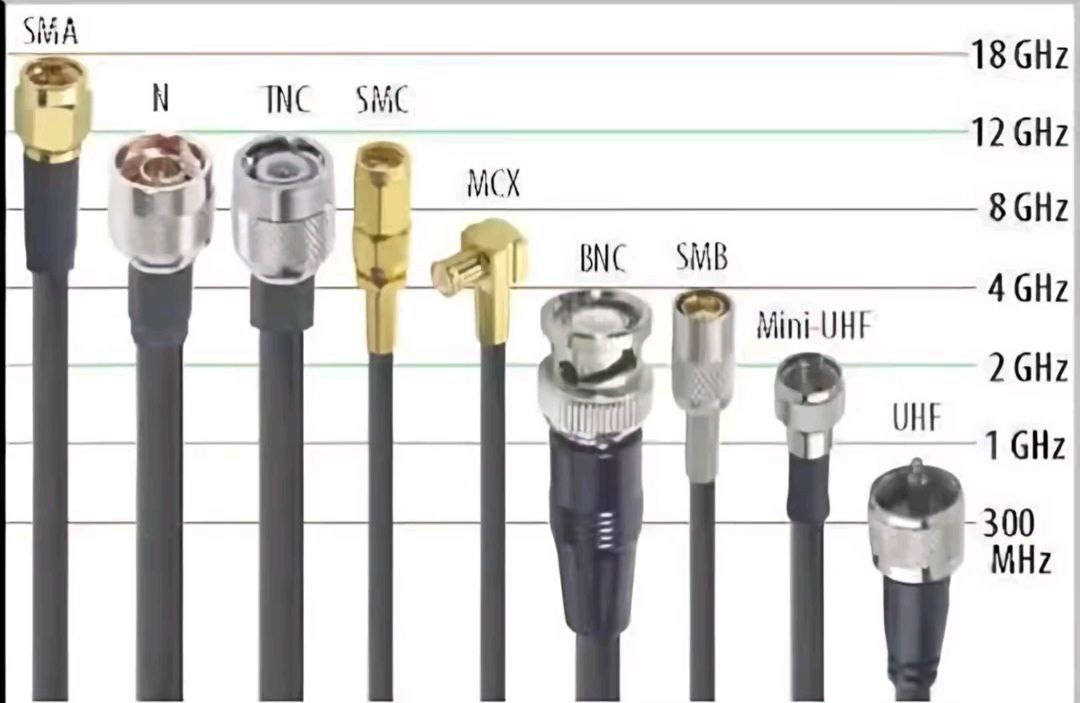 SMA
18 GHz
N
TNC
SMC
12 GHz
MCX
8 GHz
BNC
SMB
4 GHz
Mini-UHF
2 GHz
UHF
1 GHz
300
MHz